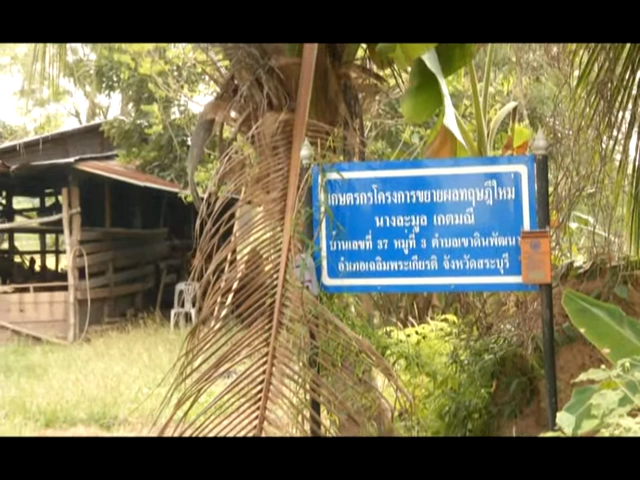 เกษตรกรโครงการขยายผลทฤษฎีใหม่
นางละมูล เกตมณี
บ้านเลขที่ 37 หมู่ที่ 3 ตำบลเขาดินพัฒนา
อำเภอเฉลิมพระเกียรติ จังหวัดสระบุรี